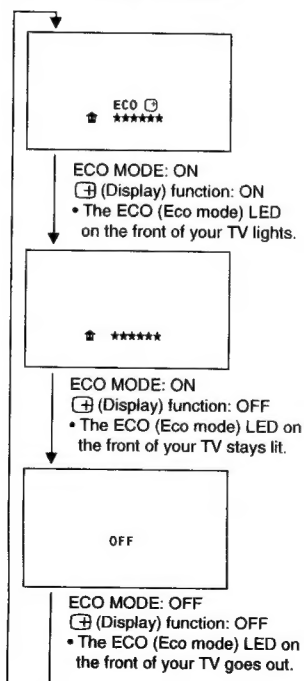 ECO
★★★★★★
ECO MODE: ON
(Display) function: ON
• The ECO (Eco mode) LED
on the front of your TV lights.
★★★★★★
ECO MODE: ON
(Display) function: OFF
• The ECO (Eco mode) LED on
the front of your TV stays lit.
OFF
ECO MODE: OFF
(Display) function: OFF
• The ECO (Eco mode) LED on
the front of your TV goes out.